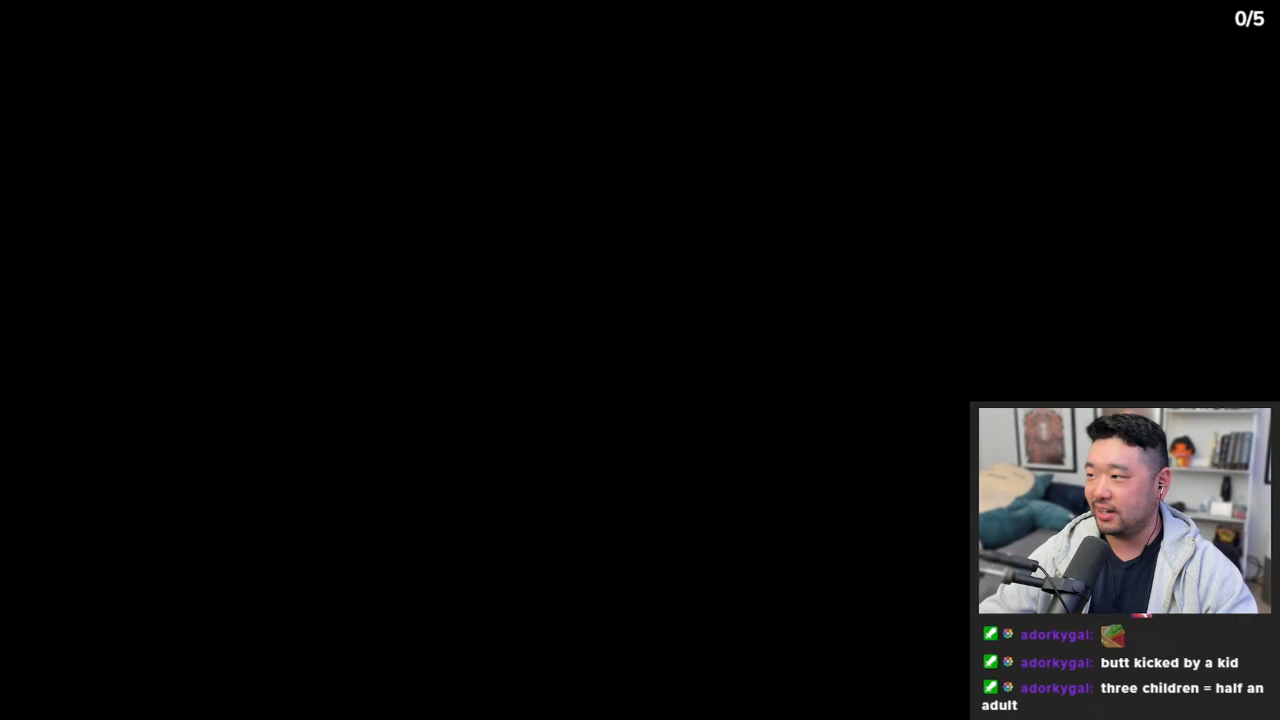 0/5
adorkygal:
adorkygal: butt kicked by a kid
adorkygal: three children = half an
adult